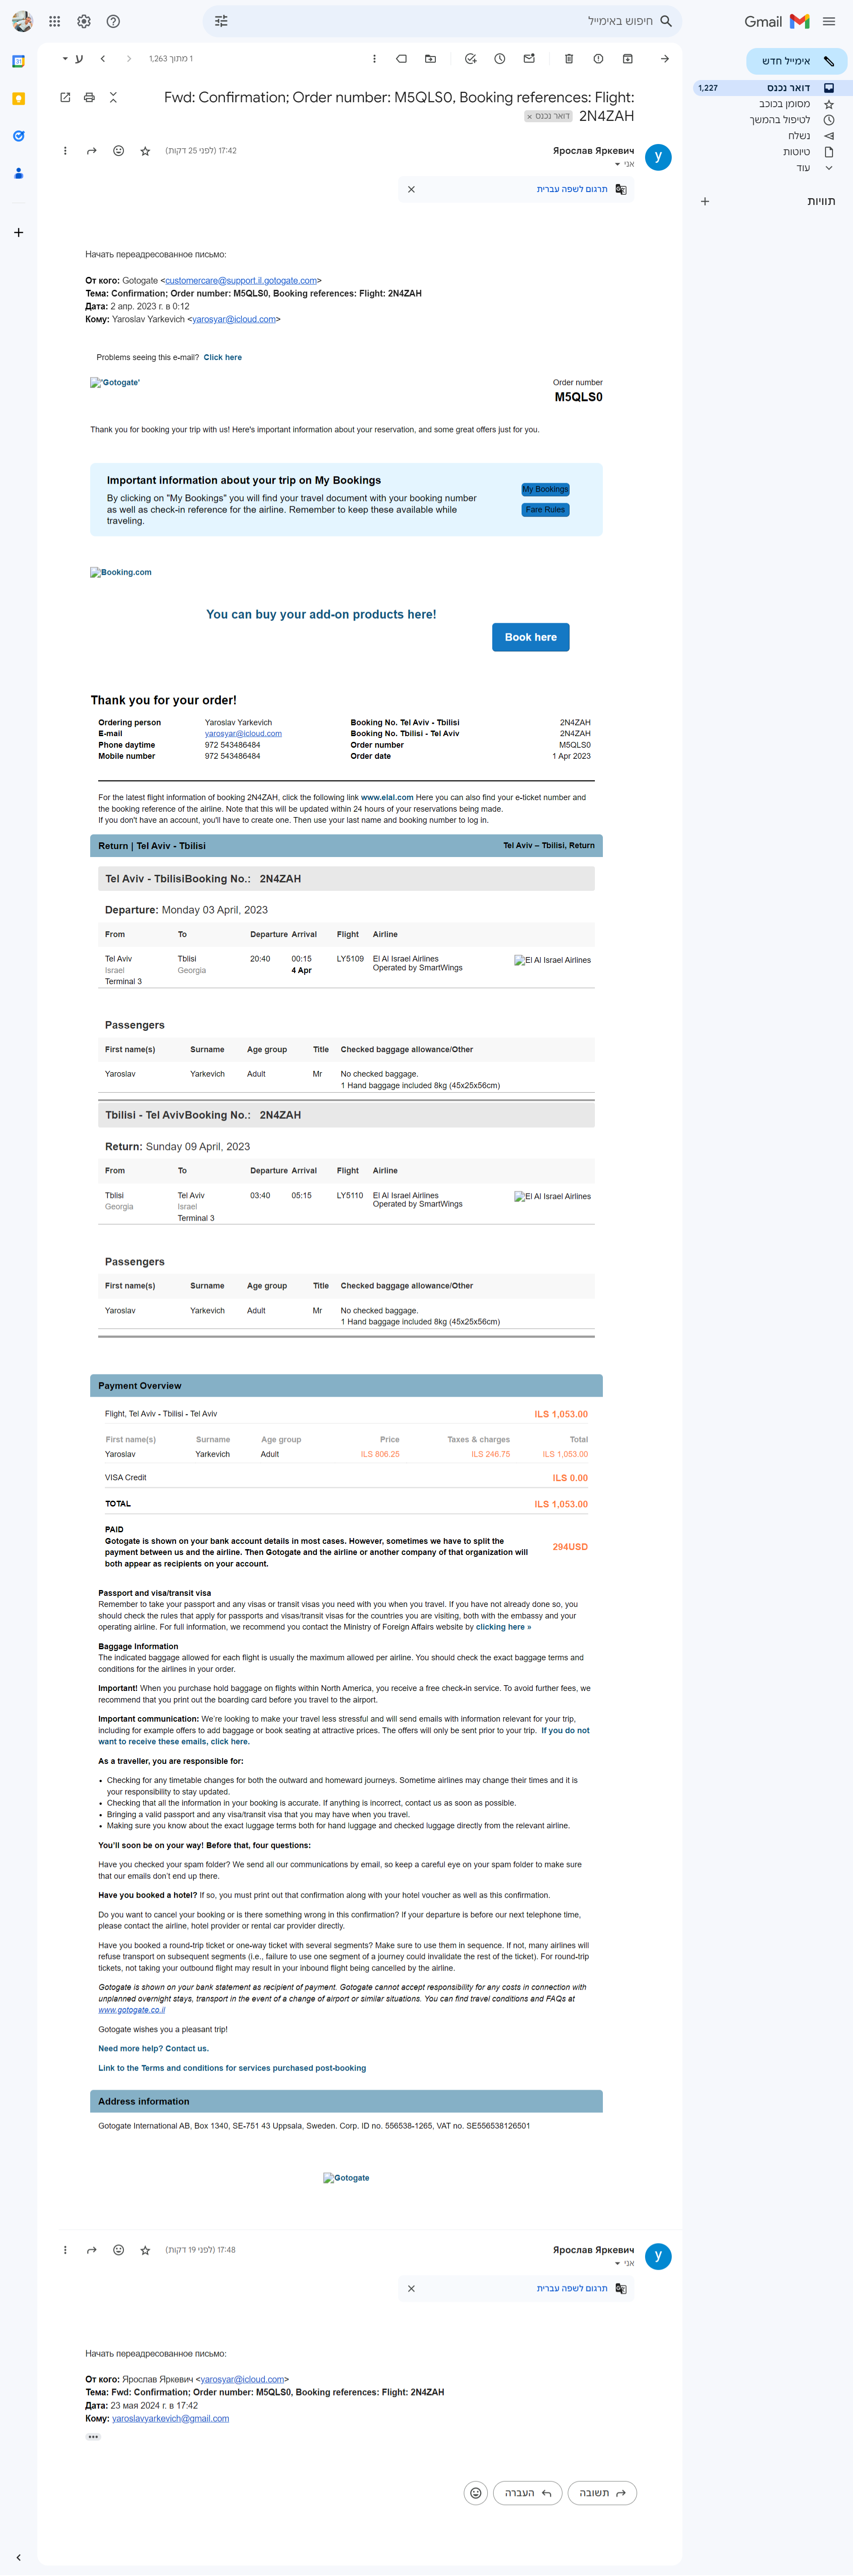 Gmail
חיפוש באימייל
אימייל חדש
דואר נכנס 1,227
מסומן בכוכב
לטיפול בהמשך
נשלח
טיוטות
עוד
תוויות
1 מתוך 1,263
ע
Fwd: Confirmation; Order number: M5QLS0, Booking references: Flight:
2N4ZAH דואר נכנס ×
Ярослав Яркевич
17:42 (לפני 25 דקות)
אני
תרגום לשפה עברית
Начать переадресованное письмо:
От кого: Gotogate <customercare@support.il.gotogate.com>
Тема: Confirmation; Order number: M5QLS0, Booking references: Flight: 2N4ZAH
Дата: 2 апр. 2023 г. в 0:12
Кому: Yaroslav Yarkevich <yarosyar@icloud.com>
Problems seeing this e-mail? Click here
'Gotogate'
Order number
M5QLS0
Thank you for booking your trip with us! Here's important information about your reservation, and some great offers just for you.
Important information about your trip on My Bookings
By clicking on "My Bookings" you will find your travel document with your booking number
as well as check-in reference for the airline. Remember to keep these available while
traveling.
My Bookings
Fare Rules
Booking.com
You can buy your add-on products here!
Book here
Thank you for your order!
Ordering person Yaroslav Yarkevich Booking No. Tel Aviv - Tbilisi 2N4ZAH
E-mail yarosyar@icloud.com Booking No. Tbilisi - Tel Aviv 2N4ZAH
Phone daytime 972 543486484 Order number M5QLS0
Mobile number 972 543486484 Order date 1 Apr 2023
For the latest flight information of booking 2N4ZAH, click the following link www.elal.com Here you can also find your e-ticket number and
the booking reference of the airline. Note that this will be updated within 24 hours of your reservations being made.
If you don't have an account, you'll have to create one. Then use your last name and booking number to log in.
Return | Tel Aviv - Tbilisi Tel Aviv – Tbilisi, Return
Tel Aviv - TbilisiBooking No.: 2N4ZAH
Departure: Monday 03 April, 2023
From To Departure Arrival Flight Airline
Tel Aviv Tblisi 20:40 00:15 LY5109 El Al Israel Airlines El Al Israel Airlines
Israel Georgia 4 Apr Operated by SmartWings
Terminal 3
Passengers
First name(s) Surname Age group Title Checked baggage allowance/Other
Yaroslav Yarkevich Adult Mr No checked baggage.
1 Hand baggage included 8kg (45x25x56cm)
Tbilisi - Tel AvivBooking No.: 2N4ZAH
Return: Sunday 09 April, 2023
From To Departure Arrival Flight Airline
Tblisi Tel Aviv 03:40 05:15 LY5110 El Al Israel Airlines El Al Israel Airlines
Georgia Israel Operated by SmartWings
Terminal 3
Passengers
First name(s) Surname Age group Title Checked baggage allowance/Other
Yaroslav Yarkevich Adult Mr No checked baggage.
1 Hand baggage included 8kg (45x25x56cm)
Payment Overview
Flight, Tel Aviv - Tbilisi - Tel Aviv ILS 1,053.00
First name(s) Surname Age group Price Taxes & charges Total
Yaroslav Yarkevich Adult ILS 806.25 ILS 246.75 ILS 1,053.00
VISA Credit ILS 0.00
TOTAL ILS 1,053.00
PAID
Gotogate is shown on your bank account details in most cases. However, sometimes we have to split the
payment between us and the airline. Then Gotogate and the airline or another company of that organization will
both appear as recipients on your account.
294USD
Passport and visa/transit visa
Remember to take your passport and any visas or transit visas you need with you when you travel. If you have not already done so, you
should check the rules that apply for passports and visas/transit visas for the countries you are visiting, both with the embassy and your
operating airline. For full information, we recommend you contact the Ministry of Foreign Affairs website by clicking here »
Baggage Information
The indicated baggage allowed for each flight is usually the maximum allowed per airline. You should check the exact baggage terms and
conditions for the airlines in your order.
Important! When you purchase hold baggage on flights within North America, you receive a free check-in service. To avoid further fees, we
recommend that you print out the boarding card before you travel to the airport.
Important communication: We're looking to make your travel less stressful and will send emails with information relevant for your trip,
including for example offers to add baggage or book seating at attractive prices. The offers will only be sent prior to your trip. If you do not
want to receive these emails, click here.
As a traveller, you are responsible for:
• Checking for any timetable changes for both the outward and homeward journeys. Sometime airlines may change their times and it is
your responsibility to stay updated.
• Checking that all the information in your booking is accurate. If anything is incorrect, contact us as soon as possible.
• Bringing a valid passport and any visa/transit visa that you may have when you travel.
• Making sure you know about the exact luggage terms both for hand luggage and checked luggage directly from the relevant airline.
You'll soon be on your way! Before that, four questions:
Have you checked your spam folder? We send all our communications by email, so keep a careful eye on your spam folder to make sure
that our emails don't end up there.
Have you booked a hotel? If so, you must print out that confirmation along with your hotel voucher as well as this confirmation.
Do you want to cancel your booking or is there something wrong in this confirmation? If your departure is before our next telephone time,
please contact the airline, hotel provider or rental car provider directly.
Have you booked a round-trip ticket or one-way ticket with several segments? Make sure to use them in sequence. If not, many airlines will
refuse transport on subsequent segments (i.e., failure to use one segment of a journey could invalidate the rest of the ticket). For round-trip
tickets, not taking your outbound flight may result in your inbound flight being cancelled by the airline.
Gotogate is shown on your bank statement as recipient of payment. Gotogate cannot accept responsibility for any costs in connection with
unplanned overnight stays, transport in the event of a change of airport or similar situations. You can find travel conditions and FAQs at
www.gotogate.co.il
Gotogate wishes you a pleasant trip!
Need more help? Contact us.
Link to the Terms and conditions for services purchased post-booking
Address information
Gotogate International AB, Box 1340, SE-751 43 Uppsala, Sweden. Corp. ID no. 556538-1265, VAT no. SE556538126501
Gotogate
Ярослав Яркевич
17:48 (לפני 19 דקות)
אני
תרגום לשפה עברית
Начать переадресованное письмо:
От кого: Ярослав Яркевич <yarosyar@icloud.com>
Тема: Fwd: Confirmation; Order number: M5QLS0, Booking references: Flight: 2N4ZAH
Дата: 23 мая 2024 г. в 17:42
Кому: yaroslavyarkevich@gmail.com
תשובה
העברה